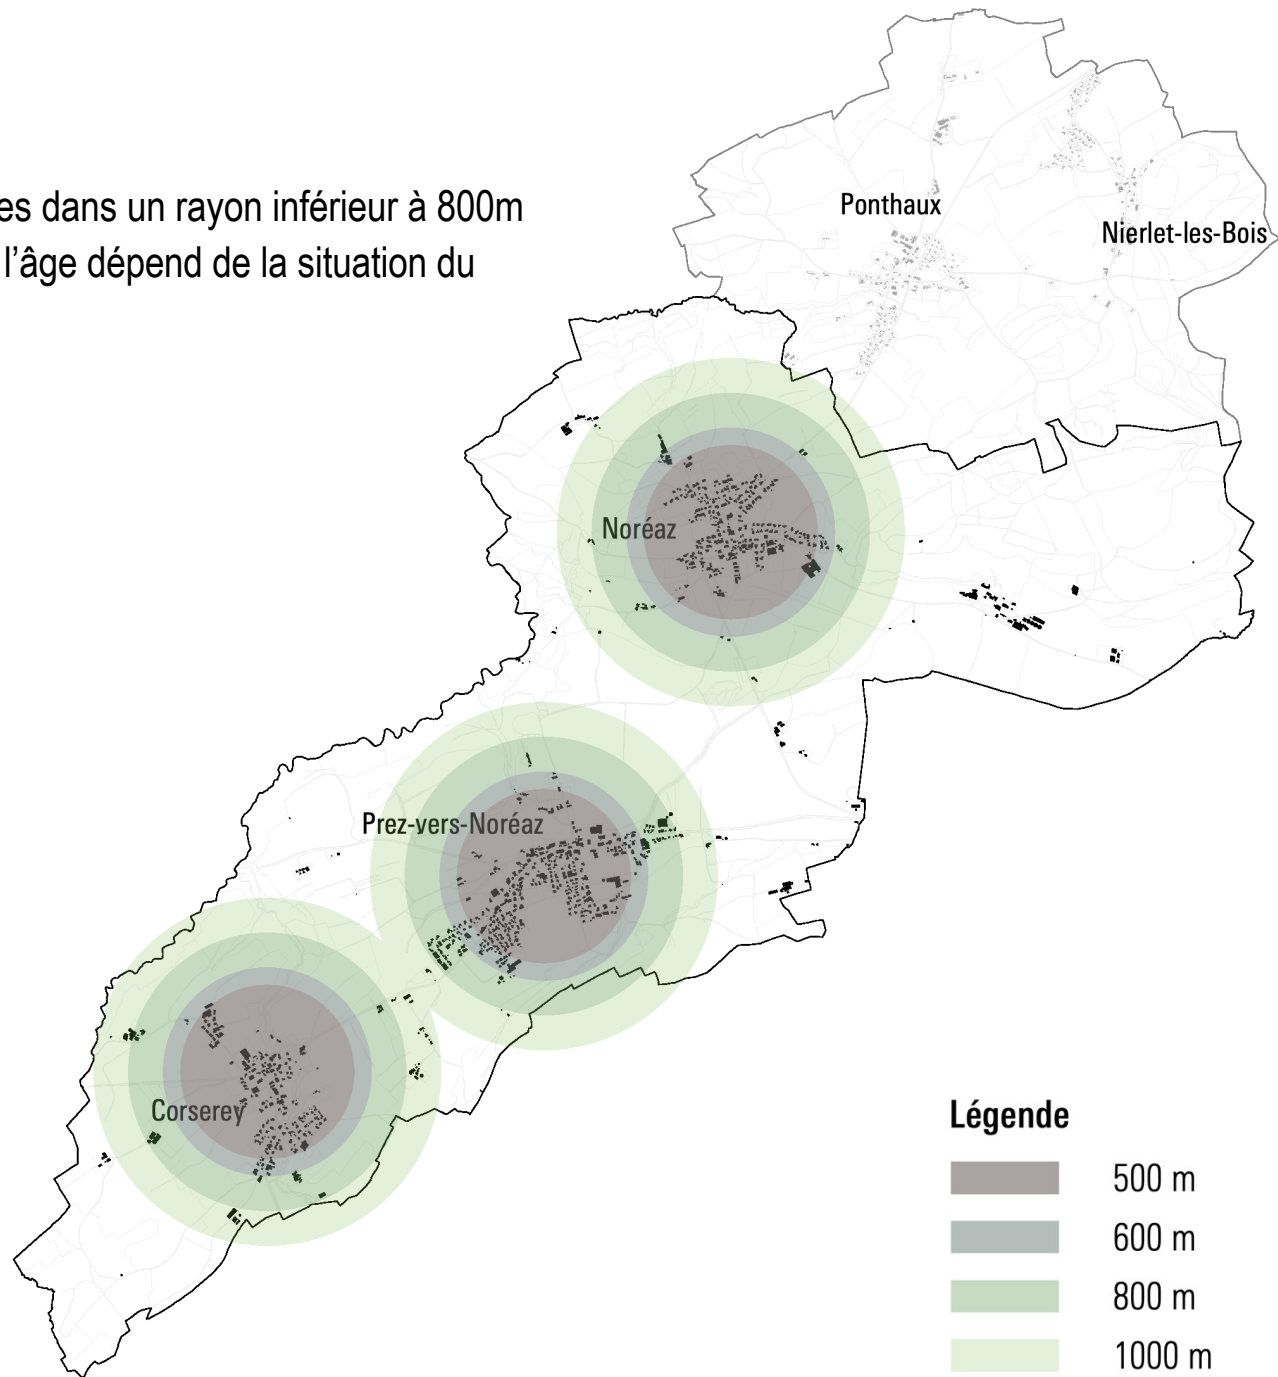 es dans un rayon inférieur à 800m
l'âge dépend de la situation du
Ponthaux
Nierlet-les-Bois
Noréaz
Prez-vers-Noréaz
Corserey
Légende
500 m
600 m
800 m
1000 m